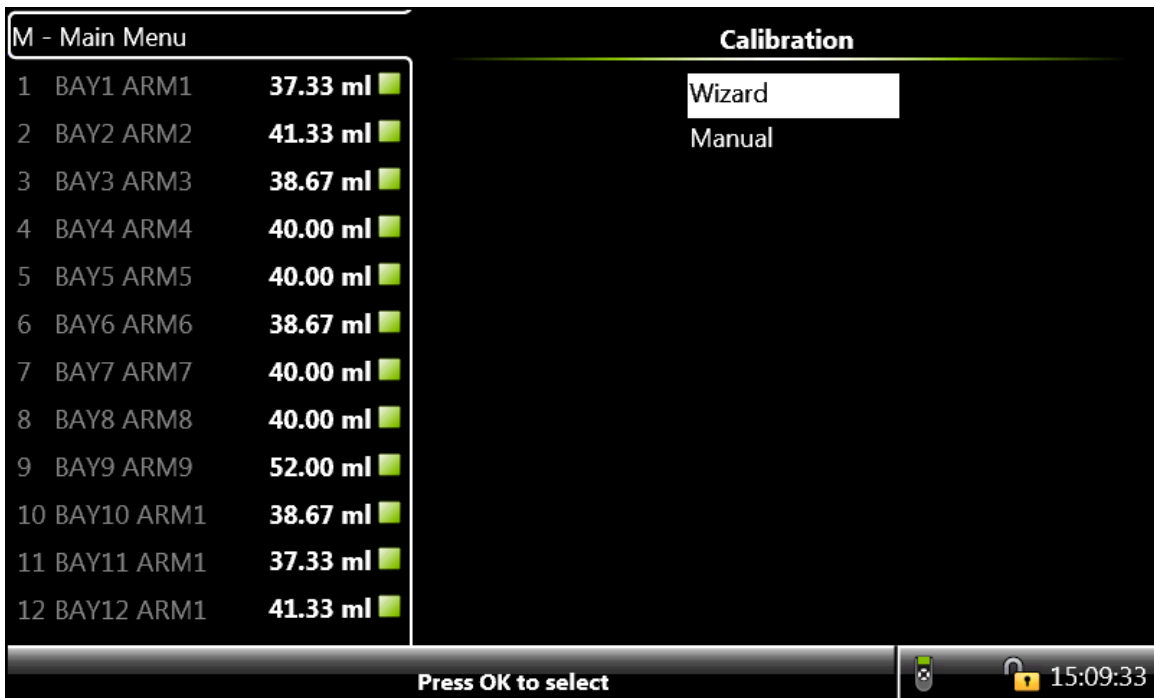 M - Main Menu
1 BAY1 ARM1 37.33 ml
2 BAY2 ARM2 41.33 ml
3 BAY3 ARM3 38.67 ml
4 BAY4 ARM4 40.00 ml
5 BAY5 ARM5 40.00 ml
6 BAY6 ARM6 38.67 ml
7 BAY7 ARM7 40.00 ml
8 BAY8 ARM8 40.00 ml
9 BAY9 ARM9 52.00 ml
10 BAY10 ARM1 38.67 ml
11 BAY11 ARM1 37.33 ml
12 BAY12 ARM1 41.33 ml
Calibration
Wizard
Manual
Press OK to select
15:09:33